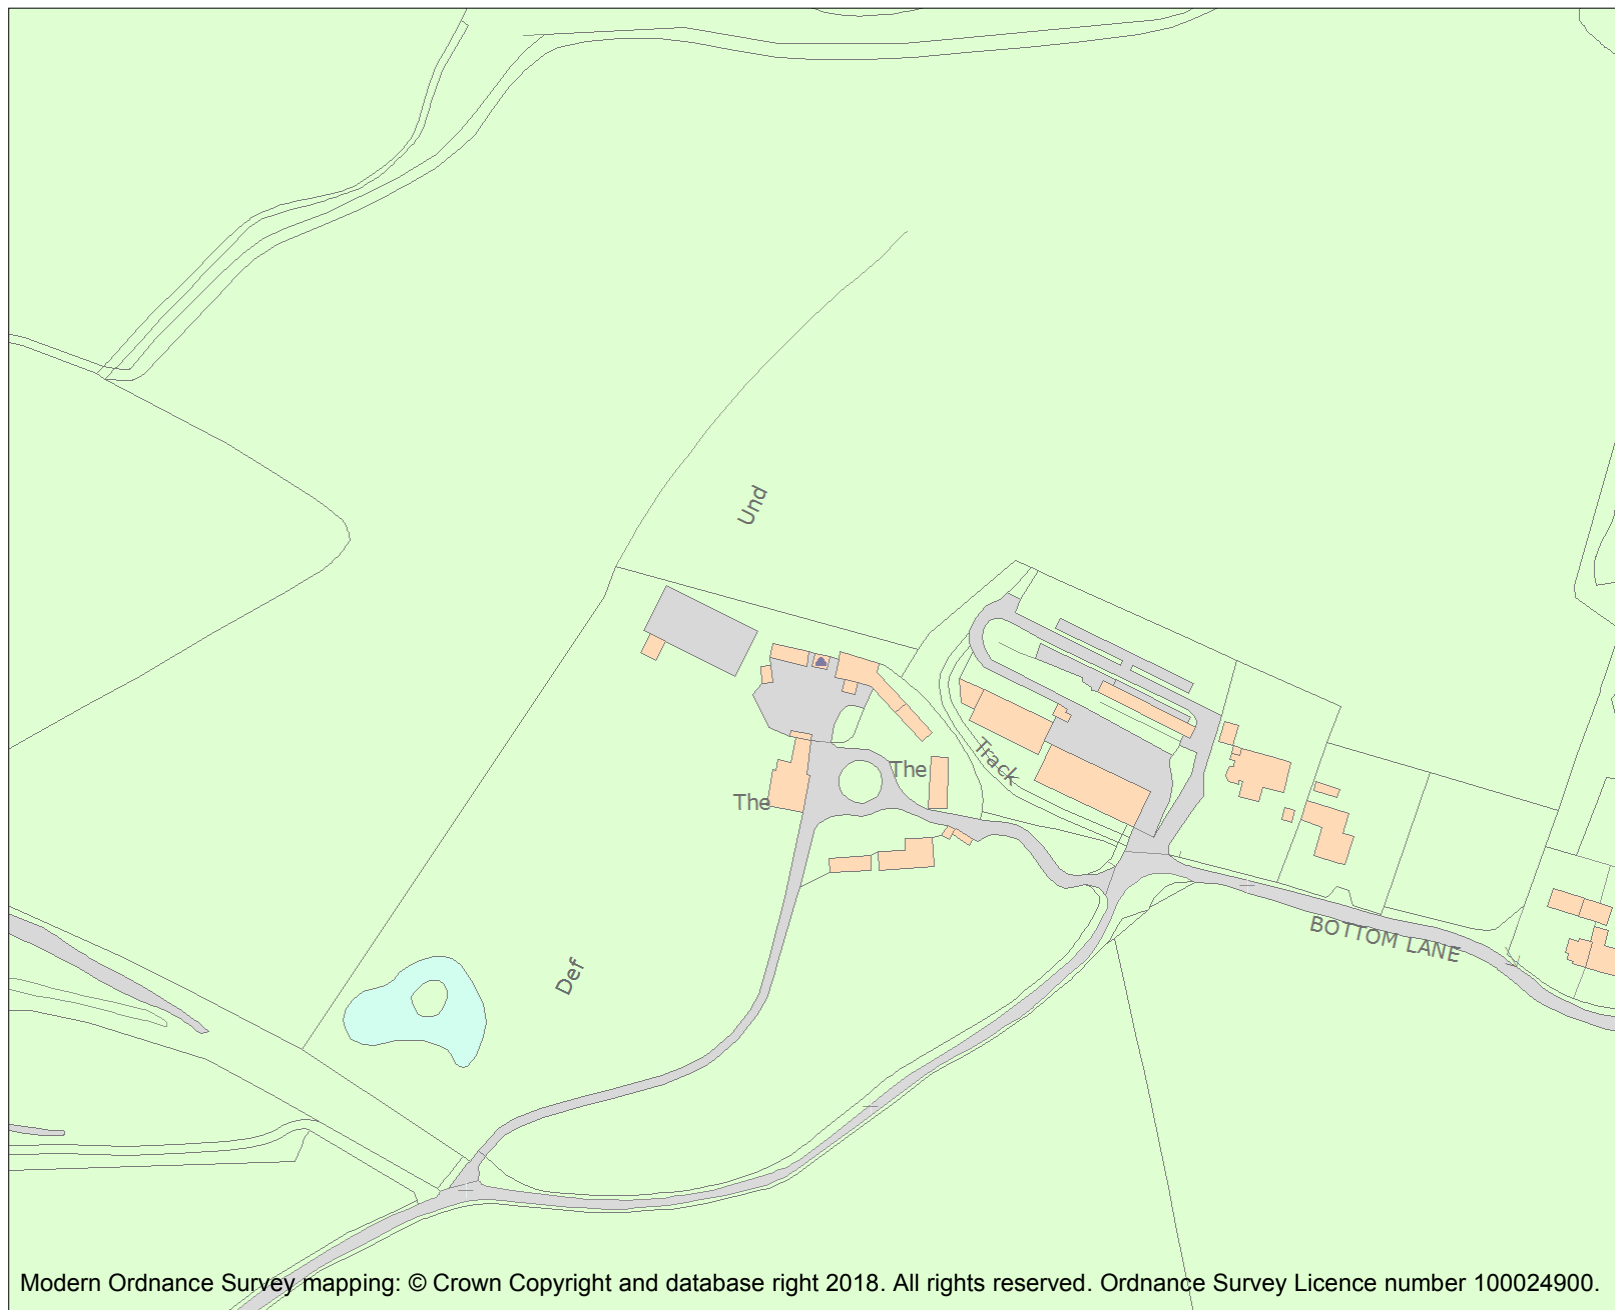 Und
Track
The
The
BOTTOM LANE
Def
Modern Ordnance Survey mapping: © Crown Copyright and database right 2018. All rights reserved. Ordnance Survey Licence number 100024900.